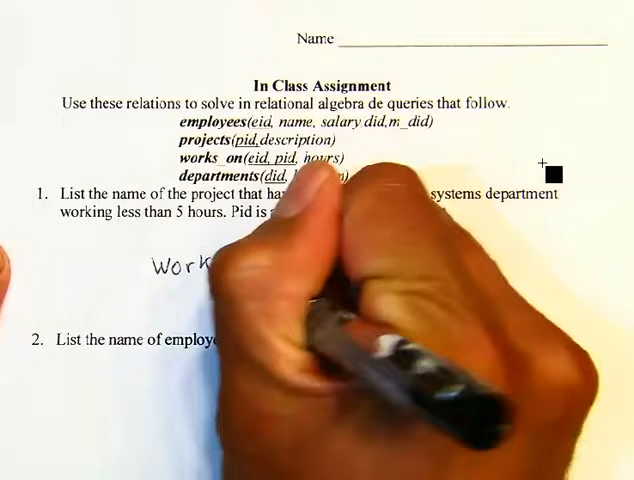 Name
In Class Assignment
Use these relations to solve in relational algebra de queries that follow.
employees(eid, name, salary,did,m_did)
projects(pid,description)
works_on(eid, pid, hours)
departments(did,
1. List the name of the project that systems department
working less than 5 hours. Pid is
Work
2. List the name of